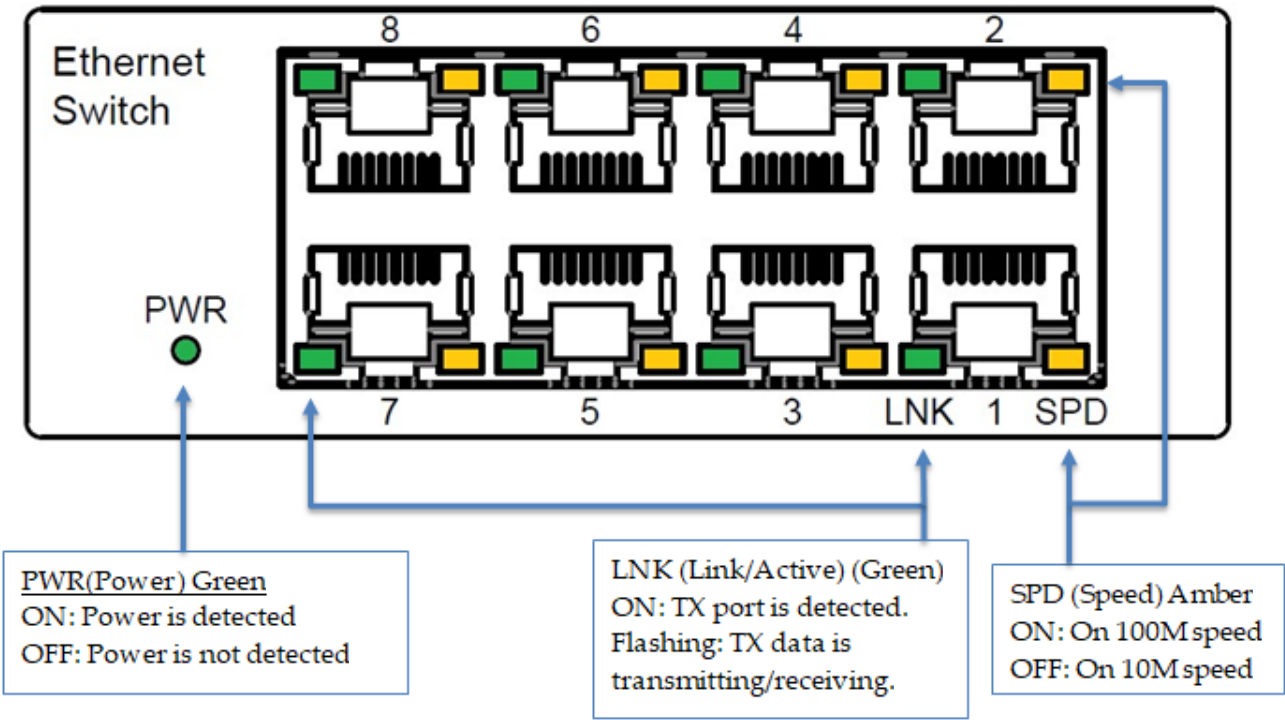 8 6 4 2
Ethernet
Switch
PWR
7 5 3 LNK 1 SPD
PWR(Power) Green
ON: Power is detected
OFF: Power is not detected
LNK (Link/Active) (Green)
ON: TX port is detected.
Flashing: TX data is
transmitting/receiving.
SPD (Speed) Amber
ON: On 100M speed
OFF: On 10M speed